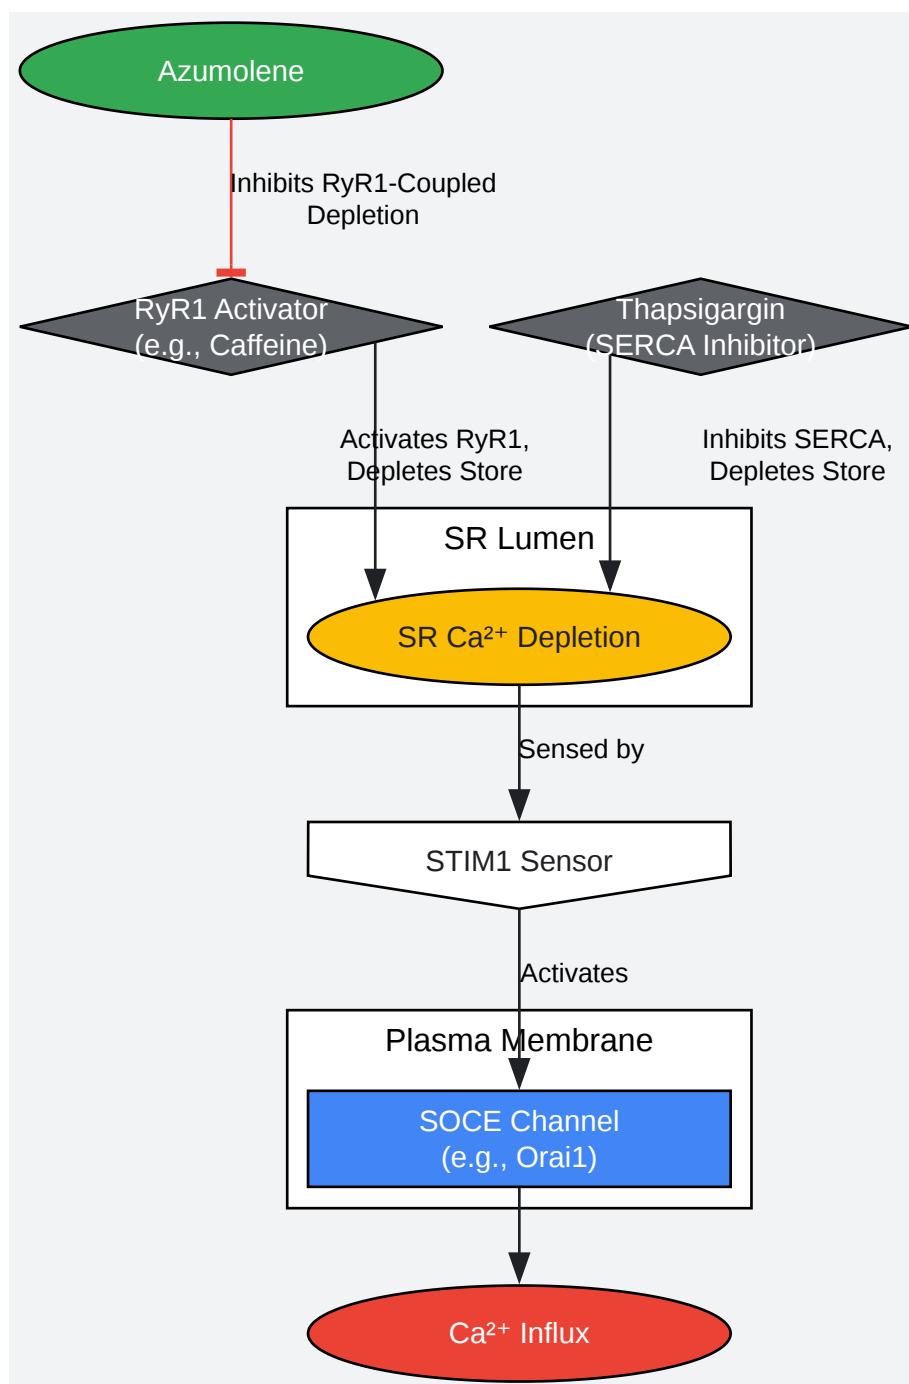 Azumolene
Inhibits RyR1-Coupled
Depletion
RyR1 Activator
(e.g., Caffeine)
Thapsigargin
(SERCA Inhibitor)
Activates RyR1,
Depletes Store
Inhibits SERCA,
Depletes Store
SR Lumen
SR Ca²⁺ Depletion
Sensed by
STIM1 Sensor
Activates
Plasma Membrane
SOCE Channel
(e.g., Orai1)
Ca²⁺ Influx